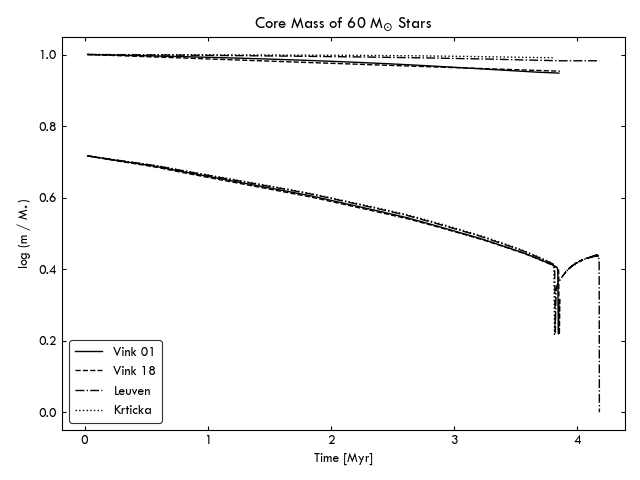 Core Mass of 60 M⊙ Stars
log (m / M⋆)
1.0
0.8
0.6
0.4
0.2
0.0
Vink 01
Vink 18
Leuven
Krticka
0 1 2 3 4
Time [Myr]